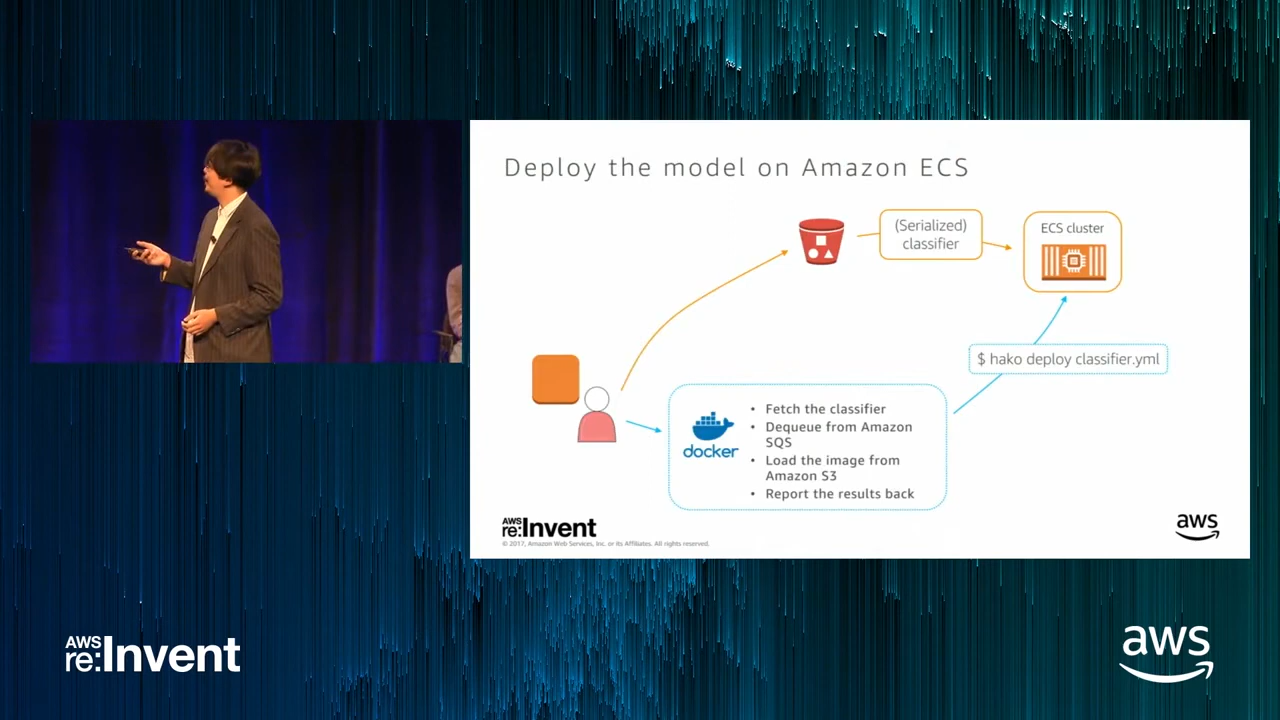 Deploy the model on Amazon ECS
(Serialized)
classifier
ECS cluster
$ hako deploy classifier.yml
docker
• Fetch the classifier
• Dequeue from Amazon
SQS
• Load the image from
Amazon S3
• Report the results back
AWS
re:Invent
© 2017, Amazon Web Services, Inc. or its Affiliates. All rights reserved.
aws
AWS
re:Invent
aws